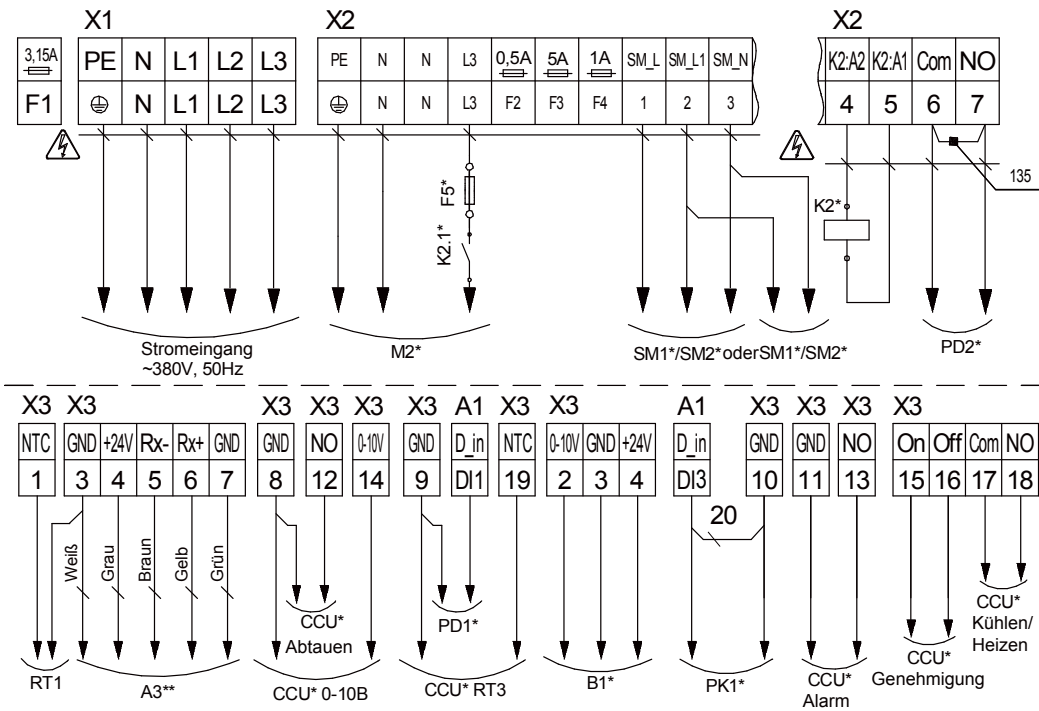 X1 X2 X2
3,15A PE N L1 L2 L3 PE N N L3 0,5A 5A 1A SM_L SM_L1 SM_N K2:A2 K2:A1 Com NO
F1 N L1 L2 L3 N N L3 F2 F3 F4 1 2 3 4 5 6 7
135
F5*
K2.1*
K2*
Stromeingang
~380V, 50Hz
M2*
SM1*/SM2* oder SM1*/SM2*
PD2*
X3 X3 X3 X3 X3 X3 A1 X3 X3 A1 X3 X3 X3 X3
NTC GND +24V Rx- Rx+ GND GND NO 0-10V GND D_in NTC 0-10V GND +24V D_in GND GND NO On Off Com NO
1 3 4 5 6 7 8 12 14 9 DI1 19 2 3 4 DI3 10 11 13 15 16 17 18
20
Weiß
Grau
Braun
Gelb
Grün
CCU*
Abtauen
PD1*
CCU*
Kühlen/
Heizen
RT1
A3**
CCU* 0-10B
CCU* RT3
B1*
PK1*
CCU*
Alarm
CCU*
Genehmigung